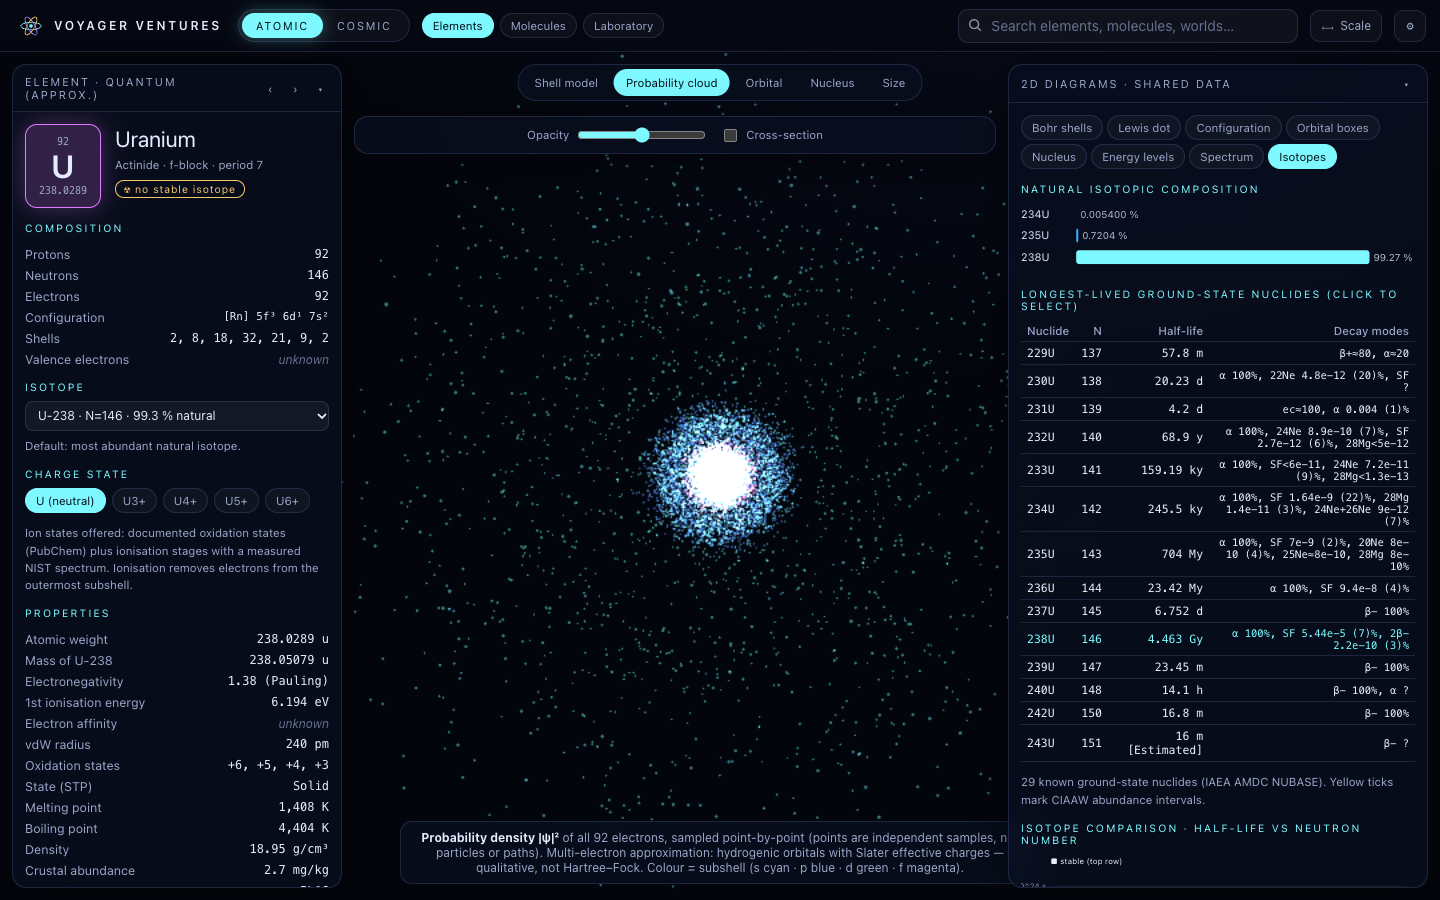 VOYAGER VENTURES
ATOMIC
COSMIC
Elements
Molecules
Laboratory
Search elements, molecules, worlds...
Scale
ELEMENT · QUANTUM
(APPROX.)
92
U
238.0289
Uranium
Actinide · f-block · period 7
☢ no stable isotope
COMPOSITION
Protons 92
Neutrons 146
Electrons 92
Configuration [Rn] 5f³ 6d¹ 7s²
Shells 2, 8, 18, 32, 21, 9, 2
Valence electrons unknown
ISOTOPE
U-238 · N=146 · 99.3 % natural
Default: most abundant natural isotope.
CHARGE STATE
U (neutral) U3+ U4+ U5+ U6+
Ion states offered: documented oxidation states
(PubChem) plus ionisation stages with a measured
NIST spectrum. Ionisation removes electrons from the
outermost subshell.
PROPERTIES
Atomic weight 238.0289 u
Mass of U-238 238.05079 u
Electronegativity 1.38 (Pauling)
1st ionisation energy 6.194 eV
Electron affinity unknown
vdW radius 240 pm
Oxidation states +6, +5, +4, +3
State (STP) Solid
Melting point 1,408 K
Boiling point 4,404 K
Density 18.95 g/cm³
Crustal abundance 2.7 mg/kg
Shell model
Probability cloud
Orbital
Nucleus
Size
Opacity
Cross-section
Probability density |ψ|² of all 92 electrons, sampled point-by-point (points are independent samples, n
particles or paths). Multi-electron approximation: hydrogenic orbitals with Slater effective charges —
qualitative, not Hartree–Fock. Colour = subshell (s cyan · p blue · d green · f magenta).
2D DIAGRAMS · SHARED DATA
Bohr shells Lewis dot Configuration Orbital boxes
Nucleus Energy levels Spectrum Isotopes
NATURAL ISOTOPIC COMPOSITION
234U 0.005400 %
235U 0.7204 %
238U 99.27 %
LONGEST-LIVED GROUND-STATE NUCLIDES (CLICK TO
SELECT)
Nuclide N Half-life Decay modes
229U 137 57.8 m β+≈80, α≈20
230U 138 20.23 d α 100%, 22Ne 4.8e−12 (20)%, SF
?
231U 139 4.2 d ec≈100, α 0.004 (1)%
232U 140 68.9 y α 100%, 24Ne 8.9e−10 (7)%, SF
2.7e−12 (6)%, 28Mg<5e−12
233U 141 159.19 ky α 100%, SF<6e−11, 24Ne 7.2e−11
(9)%, 28Mg<1.3e−13
234U 142 245.5 ky α 100%, SF 1.64e−9 (22)%, 28Mg
1.4e−11 (3)%, 24Ne+26Ne 9e−12
(7)%
235U 143 704 My α 100%, SF 7e−9 (2)%, 20Ne 8e−
10 (4)%, 25Ne≈8e−10, 28Mg 8e−
10%
236U 144 23.42 My α 100%, SF 9.4e−8 (4)%
237U 145 6.752 d β− 100%
238U 146 4.463 Gy α 100%, SF 5.44e−5 (7)%, 2β−
2.2e−10 (3)%
239U 147 23.45 m β− 100%
240U 148 14.1 h β− 100%, α ?
242U 150 16.8 m β− 100%
243U 151 16 m
[Estimated] β− ?
29 known ground-state nuclides (IAEA AMDC NUBASE). Yellow ticks
mark CIAAW abundance intervals.
ISOTOPE COMPARISON · HALF-LIFE VS NEUTRON
NUMBER
stable (top row)